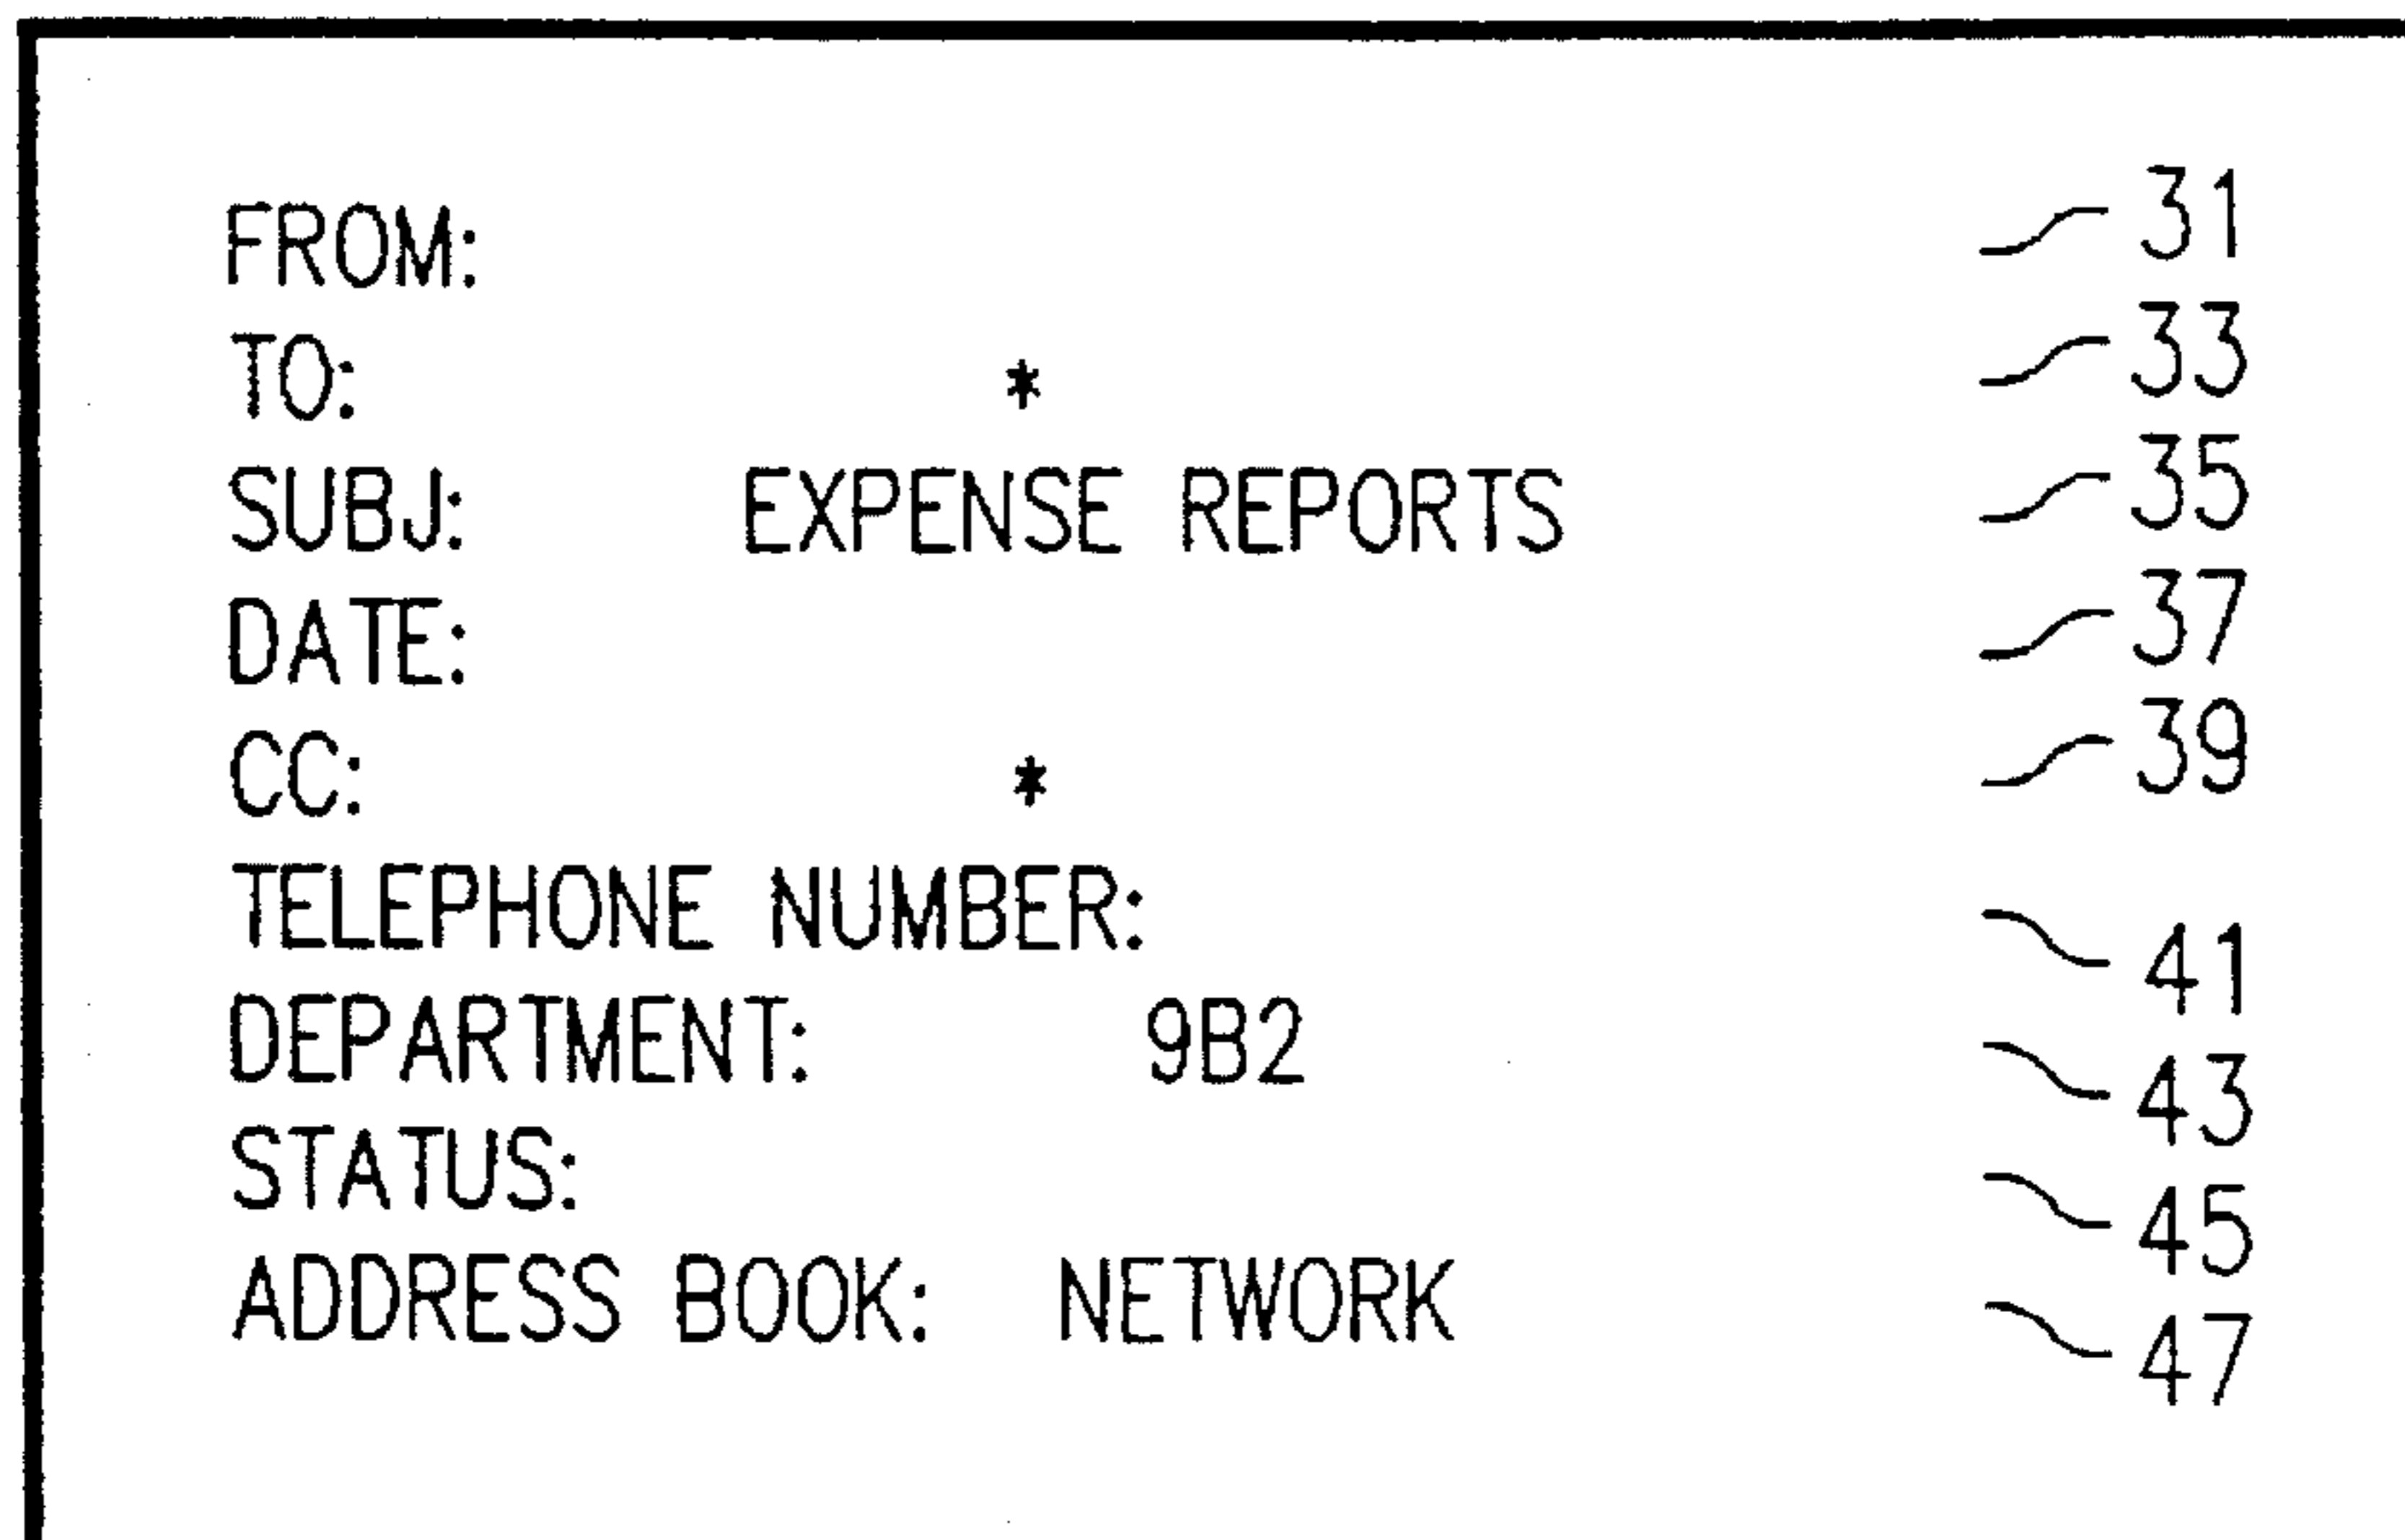 FROM: 31
TO: * 33
SUBJ: EXPENSE REPORTS 35
DATE: 37
CC: * 39
TELEPHONE NUMBER: 41
DEPARTMENT: 9B2 43
STATUS: 45
ADDRESS BOOK: NETWORK 47